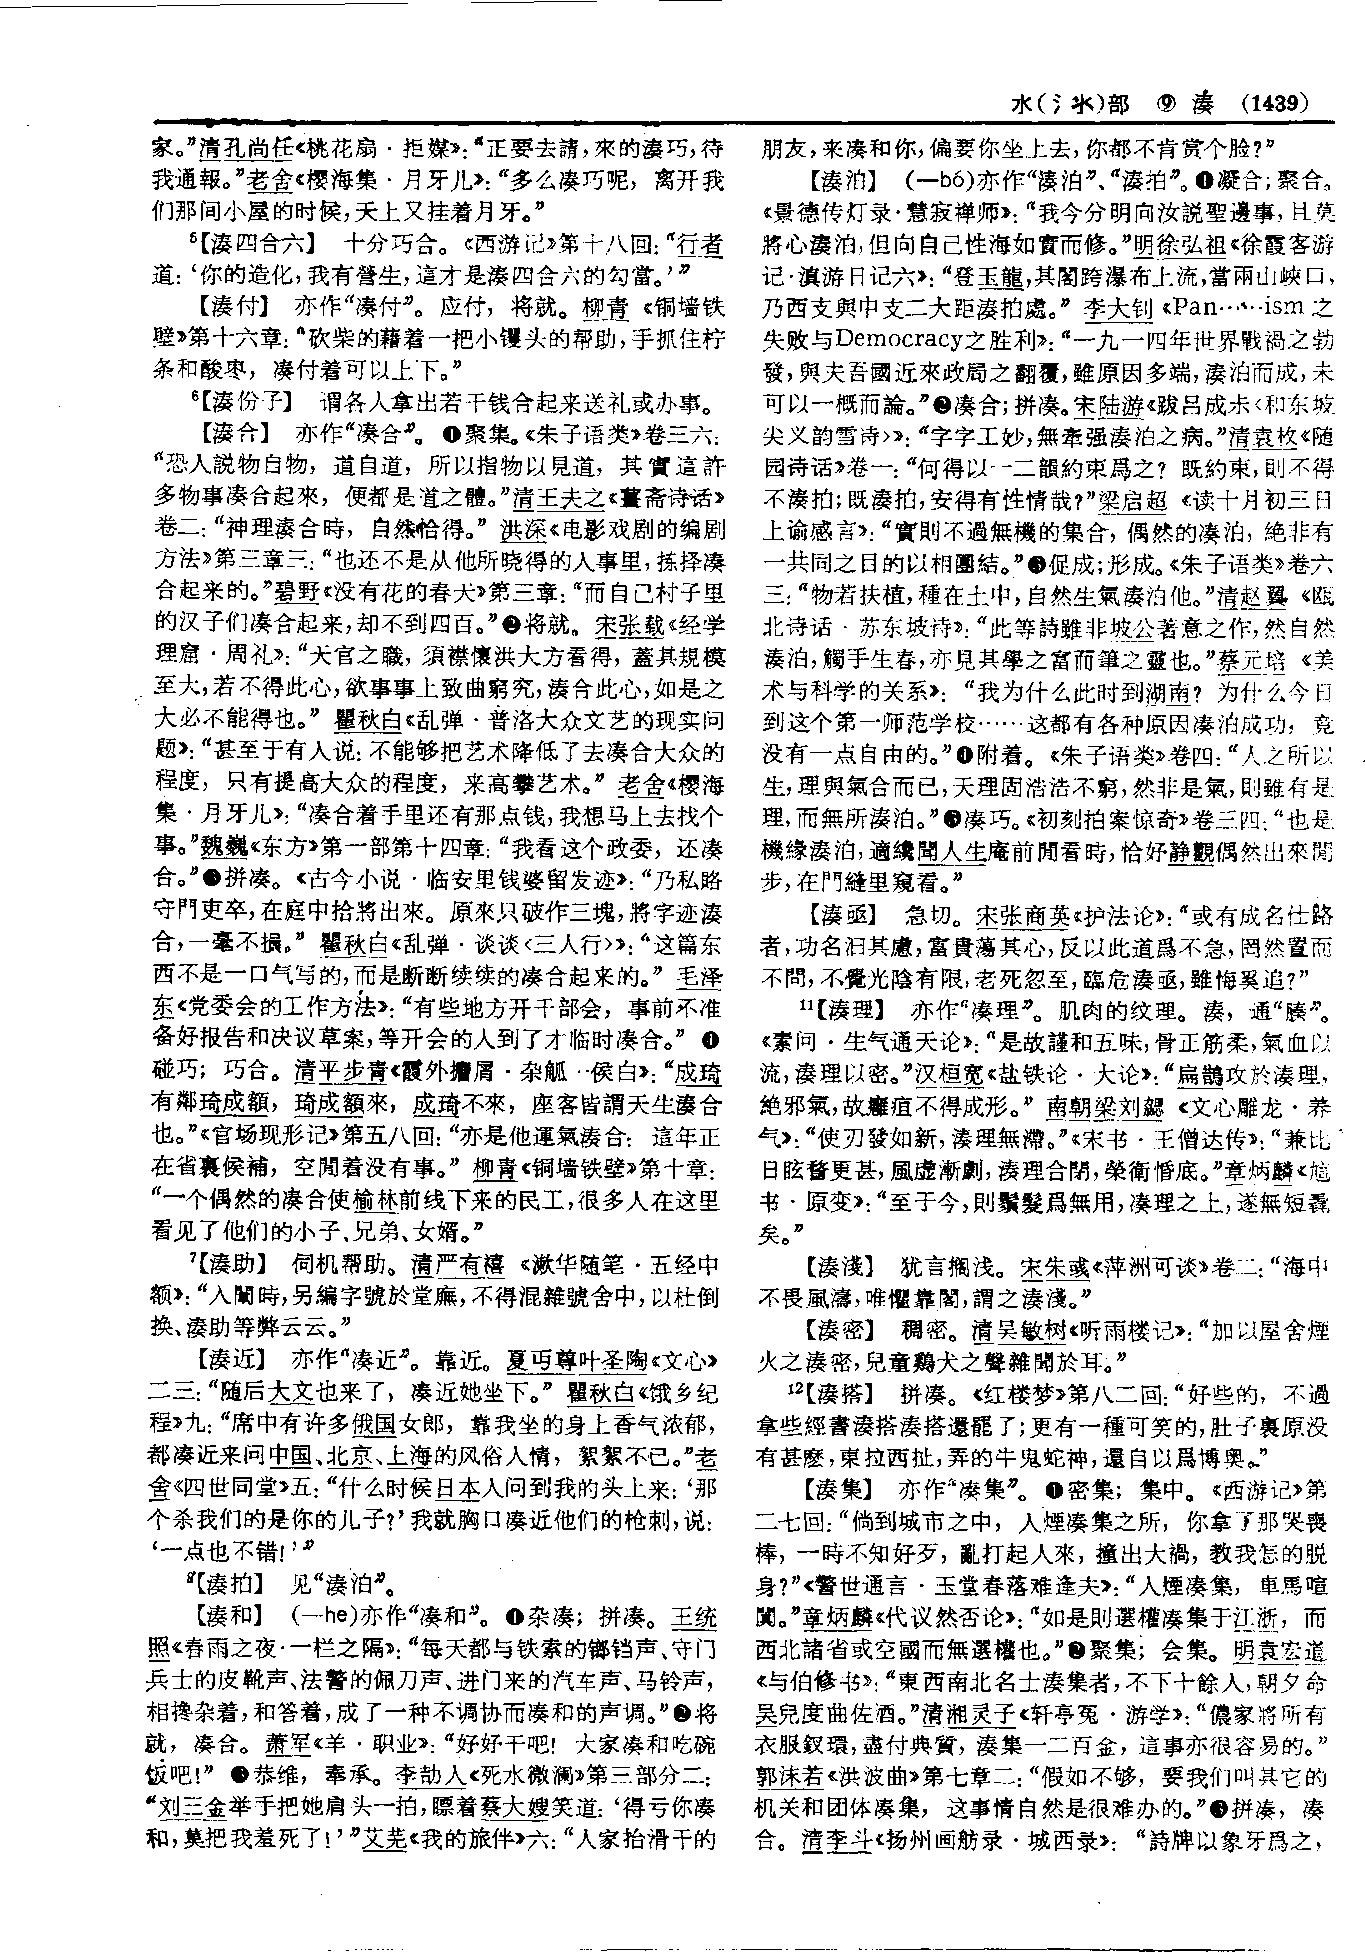 水(氵氺)部 ⑨ 湊 (1439)
家。”清孔尚任《桃花扇·拒媒》：“正要去請，來的湊巧，待
我通報。”老舍《樱海集·月牙儿》：“多么凑巧呢，离开我
们那间小屋的时候，天上又挂着月牙。”
⁵【湊四合六】 十分巧合。《西游记》第十八回：“行者
道：‘你的造化，我有營生，這才是湊四合六的勾當。’”
【湊付】 亦作“凑付”。应付，将就。柳青《铜墙铁
壁》第十六章：“砍柴的藉着一把小镘头的帮助，手抓住柠
条和酸枣，凑付着可以上下。”
⁶【湊份子】 谓各人拿出若干钱合起来送礼或办事。
【湊合】 亦作“凑合”。❶聚集。《朱子语类》卷三六：
“恐人説物自物，道自道，所以指物以見道，其實這許
多物事凑合起來，便都是道之體。”清王夫之《薑斋诗话》
卷二：“神理湊合時，自然恰得。”洪深《电影戏剧的编剧
方法》第三章三：“也还不是从他所晓得的人事里，拣择凑
合起来的。”碧野《没有花的春天》第三章：“而自己村子里
的汉子们凑合起来，却不到四百。”❷将就。宋张载《经学
理窟·周礼》：“天官之職，須襟懷洪大方看得，蓋其規模
至大，若不得此心，欲事事上致曲窮究，湊合此心，如是之
大必不能得也。”瞿秋白《乱弹·普洛大众文艺的现实问
题》：“甚至于有人说：不能够把艺术降低了去凑合大众的
程度，只有提高大众的程度，来高攀艺术。”老舍《樱海
集·月牙儿》：“凑合着手里还有那点钱，我想马上去找个
事。”魏巍《东方》第一部第十四章：“我看这个政委，还凑
合。”❸拼凑。《古今小说·临安里钱婆留发迹》：“乃私賂
守門吏卒，在庭中拾將出來。原來只破作三塊，將字迹湊
合，一毫不損。”瞿秋白《乱弹·谈谈〈三人行〉》：“这篇东
西不是一口气写的，而是断断续续的凑合起来的。”毛泽
东《党委会的工作方法》：“有些地方开干部会，事前不准
备好报告和决议草案，等开会的人到了才临时凑合。”❹
碰巧；巧合。清平步青《霞外攟屑·杂觚·侯白》：“成琦
有鄰琦成額，琦成額來，成琦不來，座客皆謂天生湊合
也。”《官场现形记》第五八回：“亦是他運氣湊合：這年正
在省裏候補，空閒着没有事。”柳青《铜墙铁壁》第十章：
“一个偶然的凑合使榆林前线下来的民工，很多人在这里
看见了他们的小子、兄弟、女婿。”
⁷【湊助】 伺机帮助。清严有禧《漱华随笔·五经中
额》：“入闈時，另編字號於堂廡，不得混雜號舍中，以杜倒
换、湊助等弊云云。”
【湊近】 亦作“凑近”。靠近。夏丏尊叶圣陶《文心》
二三：“随后大文也来了，凑近她坐下。”瞿秋白《饿乡纪
程》九：“席中有许多俄国女郎，靠我坐的身上香气浓郁，
都凑近来问中国、北京、上海的风俗人情，絮絮不已。”老
舍《四世同堂》五：“什么时候日本人问到我的头上来：‘那
个杀我们的是你的儿子？’我就胸口凑近他们的枪刺，说：
‘一点也不错！’”
⁸【湊拍】 见“湊泊”。
【湊和】 (—he)亦作“凑和”。❶杂凑；拼凑。王统
照《春雨之夜·一栏之隔》：“每天都与铁索的锒铛声、守门
兵士的皮靴声、法警的佩刀声、进门来的汽车声、马铃声，
相搀杂着，和答着，成了一种不调协而凑和的声调。”❷将
就，凑合。萧军《羊·职业》：“好好干吧！大家凑和吃碗
饭吧！”❸恭维，奉承。李劼人《死水微澜》第三部分二：
“刘三金举手把她肩头一拍，瞟着蔡大嫂笑道：‘得亏你凑
和，莫把我羞死了！’”艾芜《我的旅伴》六：“人家抬滑干的
朋友，来凑和你，偏要你坐上去，你都不肯赏个脸？”
【湊泊】 (—bó)亦作“凑泊”、“湊拍”。❶凝合；聚合。
《景德传灯录·慧寂禅师》：“我今分明向汝説聖邊事，且莫
將心湊泊，但向自己性海如實而修。”明徐弘祖《徐霞客游
记·滇游日记六》：“登玉龍，其閣跨瀑布上流，當兩山峽口，
乃西支與中支二大距湊拍處。”李大钊《Pan……ism之
失败与Democracy之胜利》：“一九一四年世界戰禍之勃
發，與夫吾國近來政局之翻覆，雖原因多端，湊泊而成，未
可以一概而論。”❷凑合；拼凑。宋陆游《跋吕成未〈和东坡
尖义韵雪诗〉》：“字字工妙，無牽强湊泊之病。”清袁枚《随
园诗话》卷一：“何得以一二韻約束爲之？既約束，則不得
不湊拍；既湊拍，安得有性情哉？”梁启超《读十月初三日
上谕感言》：“實則不過無機的集合，偶然的凑泊，絶非有
一共同之目的以相團結。”❸促成；形成。《朱子语类》卷六
三：“物若扶植，種在土中，自然生氣湊泊他。”清赵翼《瓯
北诗话·苏东坡诗》：“此等詩雖非坡公著意之作，然自然
湊泊，觸手生春，亦見其學之富而筆之靈也。”蔡元培《美
术与科学的关系》：“我为什么此时到湖南？为什么今日
到这个第一师范学校……这都有各种原因凑泊成功，竟
没有一点自由的。”❹附着。《朱子语类》卷四：“人之所以
生，理與氣合而已，天理固浩浩不窮，然非是氣，則雖有是
理，而無所湊泊。”❺凑巧。《初刻拍案惊奇》卷三四：“也是
機緣湊泊，適纔聞人生庵前閒看時，恰好静觀偶然出來閒
步，在門縫里窺看。”
【湊亟】 急切。宋张商英《护法论》：“或有成名仕路
者，功名汩其慮，富貴蕩其心，反以此道爲不急，罔然置而
不問，不覺光陰有限，老死忽至，臨危湊亟，雖悔奚追？”
¹¹【湊理】 亦作“凑理”。肌肉的纹理。湊，通“腠”。
《素问·生气通天论》：“是故謹和五味，骨正筋柔，氣血以
流，湊理以密。”汉桓宽《盐铁论·大论》：“扁鵲攻於湊理，
絶邪氣，故癰疽不得成形。”南朝梁刘勰《文心雕龙·养
气》：“使刃發如新，湊理無滯。”《宋书·王僧达传》：“兼比
日眩瞀更甚，風虚漸劇，湊理合閉，榮衛惛底。”章炳麟《訄
书·原变》：“至于今，則鬚髮爲無用，凑理之上，遂無短毳
矣。”
【湊淺】 犹言搁浅。宋朱彧《萍洲可谈》卷二：“海中
不畏風濤，唯懼靠閣，謂之湊淺。”
【湊密】 稠密。清吴敏树《听雨楼记》：“加以屋舍煙
火之湊密，兒童鷄犬之聲雜聞於耳。”
¹²【湊搭】 拼凑。《红楼梦》第八二回：“好些的，不過
拿些經書湊搭湊搭還罷了；更有一種可笑的，肚子裏原没
有甚麽，東拉西扯，弄的牛鬼蛇神，還自以爲博奥。”
【湊集】 亦作“凑集”。❶密集；集中。《西游记》第
二七回：“倘到城市之中，人煙凑集之所，你拿了那哭喪
棒，一時不知好歹，亂打起人來，撞出大禍，教我怎的脱
身？”《警世通言·玉堂春落难逢夫》：“人煙凑集，車馬喧
闐。”章炳麟《代议然否论》：“如是則選權凑集于江浙，而
西北諸省或空國而無選權也。”❷聚集；会集。明袁宏道
《与伯修书》：“東西南北名士湊集者，不下十餘人，朝夕命
吴兒度曲佐酒。”清湘灵子《轩亭冤·游学》：“儂家將所有
衣服釵環，盡付典質，湊集一二百金，這事亦很容易的。”
郭沫若《洪波曲》第七章二：“假如不够，要我们叫其它的
机关和团体凑集，这事情自然是很难办的。”❸拼凑，凑
合。清李斗《扬州画舫录·城西录》：“詩牌以象牙爲之，